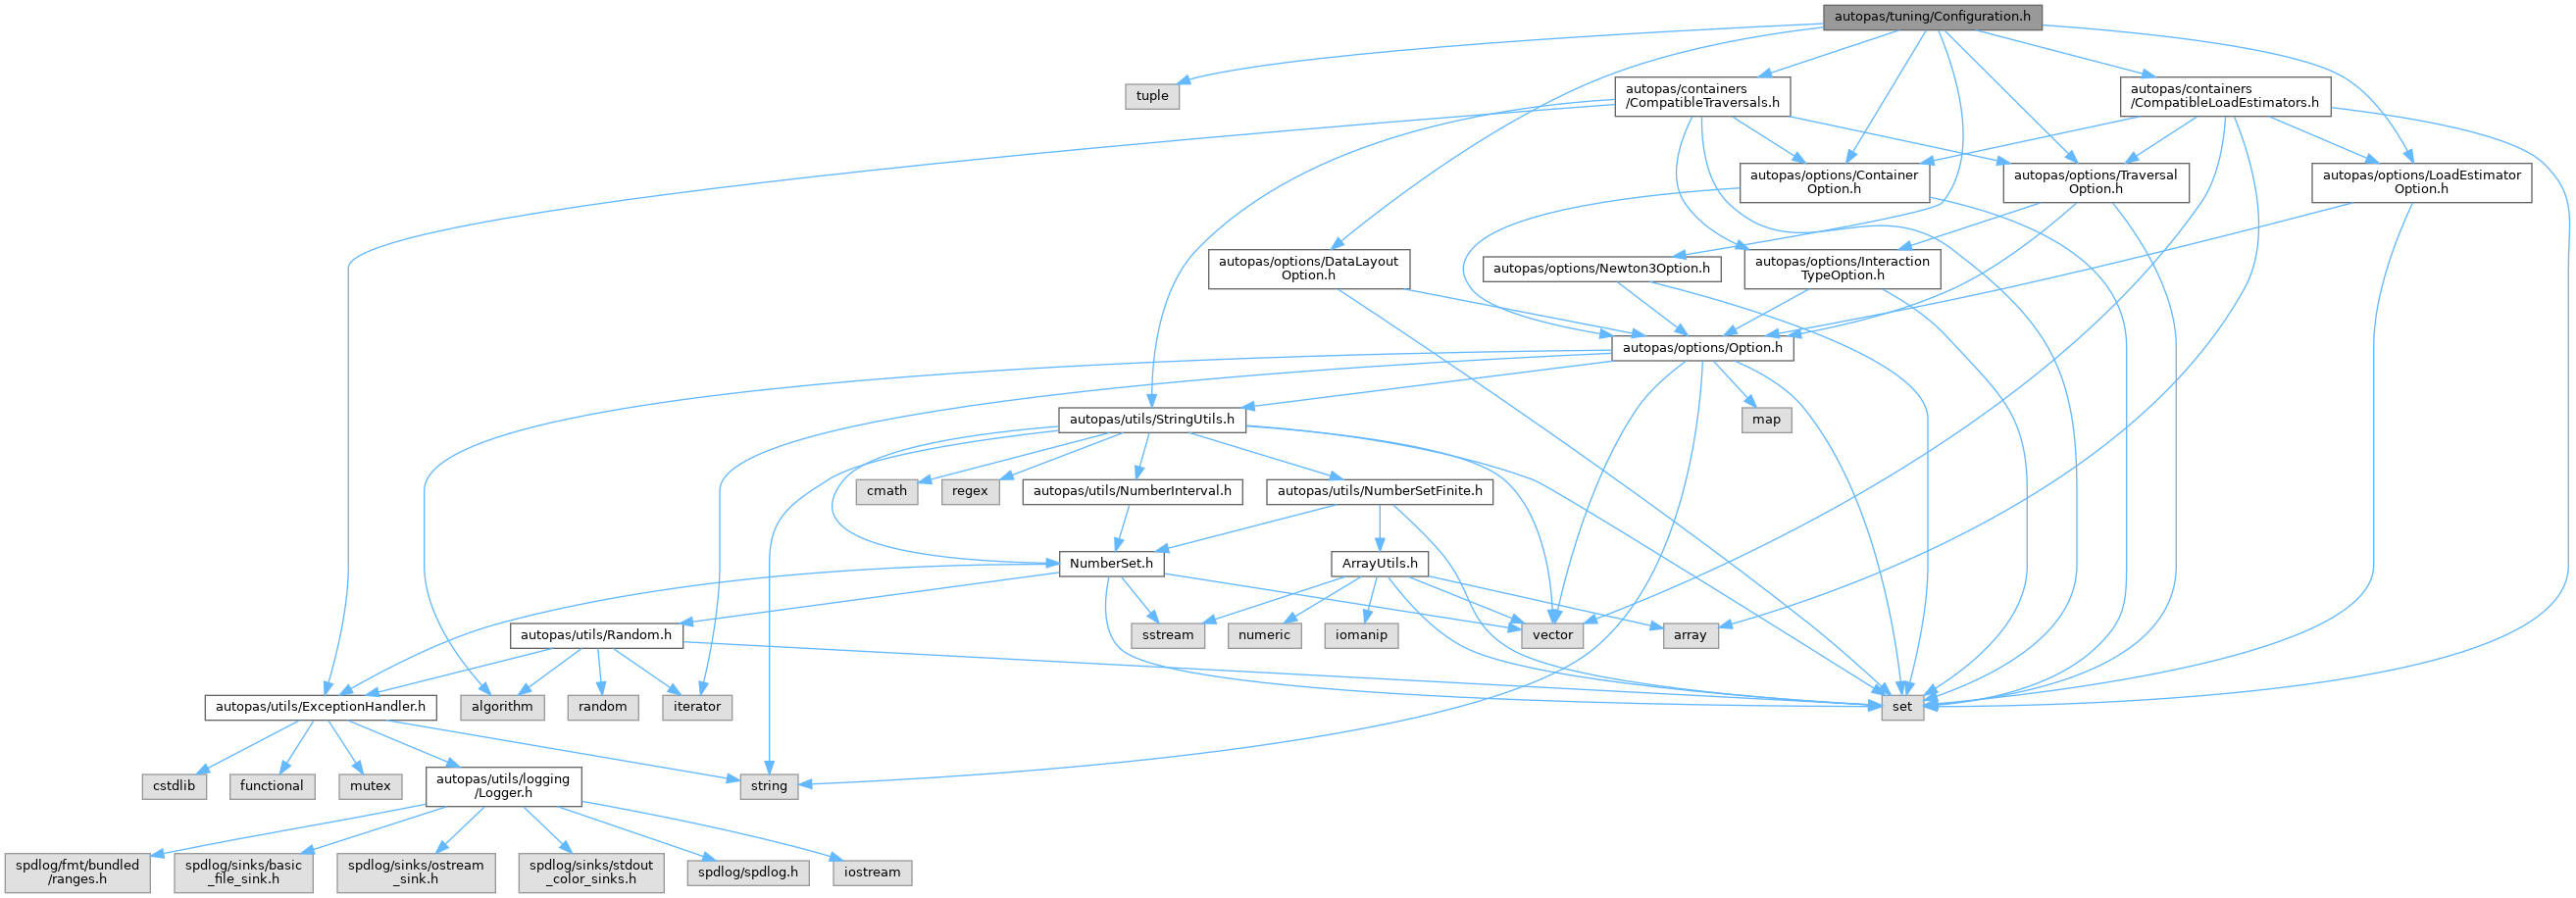 autopas/tuning/Configuration.h
tuple
autopas/containers
/CompatibleTraversals.h
autopas/containers
/CompatibleLoadEstimators.h
autopas/options/Container
Option.h
autopas/options/Traversal
Option.h
autopas/options/LoadEstimator
Option.h
autopas/options/DataLayout
Option.h
autopas/options/Newton3Option.h
autopas/options/Interaction
TypeOption.h
autopas/options/Option.h
autopas/utils/StringUtils.h
map
cmath
regex
autopas/utils/NumberInterval.h
autopas/utils/NumberSetFinite.h
NumberSet.h
ArrayUtils.h
autopas/utils/Random.h
sstream
numeric
iomanip
vector
array
autopas/utils/ExceptionHandler.h
algorithm
random
iterator
set
cstdlib
functional
mutex
autopas/utils/logging
/Logger.h
string
spdlog/fmt/bundled
/ranges.h
spdlog/sinks/basic
_file_sink.h
spdlog/sinks/ostream
_sink.h
spdlog/sinks/stdout
_color_sinks.h
spdlog/spdlog.h
iostream